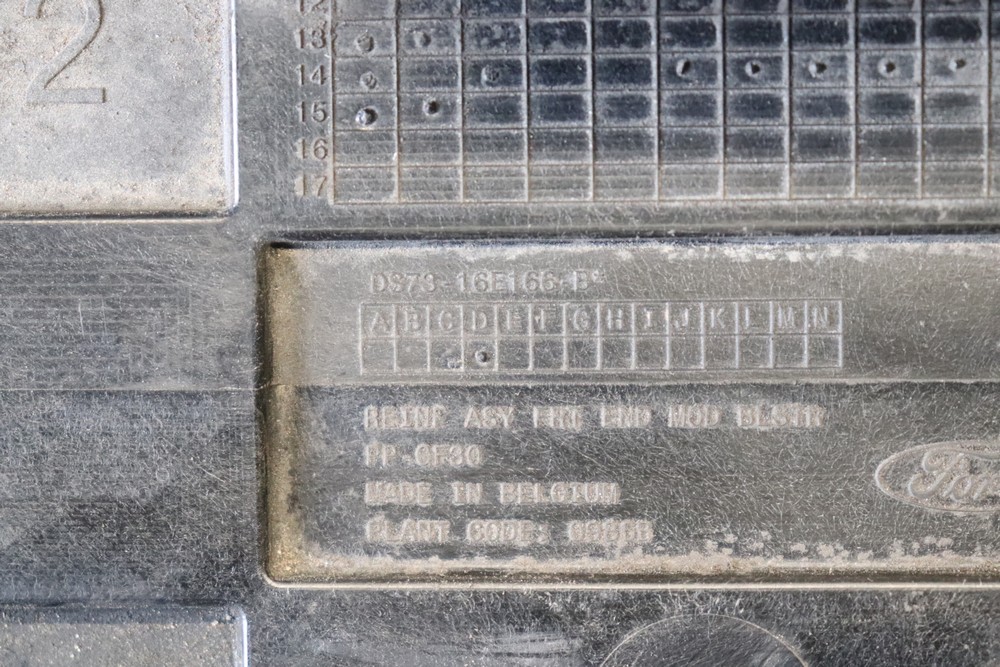 2
12
13
14
15
16
17
DS73-16E166-B*
A B C D E F G H I J K L M N
REINF ASY FRT END MOD BLSTR
PP-GF30
MADE IN BELGIUM
PLANT CODE:
Ford